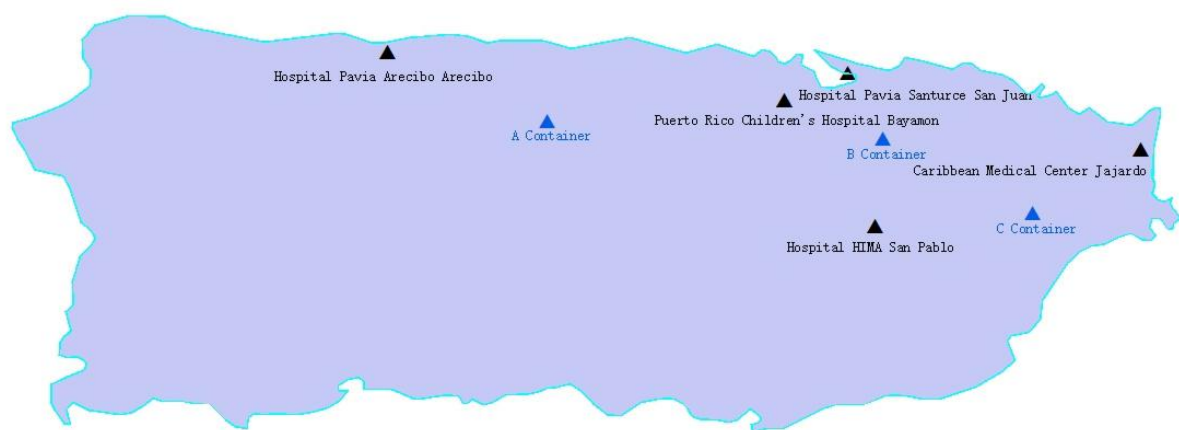 Hospital Pavia Arecibo Arecibo
Hospital Pavia Santurce San Juan
Puerto Rico Children's Hospital Bayamon
A Container
B Container
Caribbean Medical Center Jajardo
C Container
Hospital HIMA San Pablo